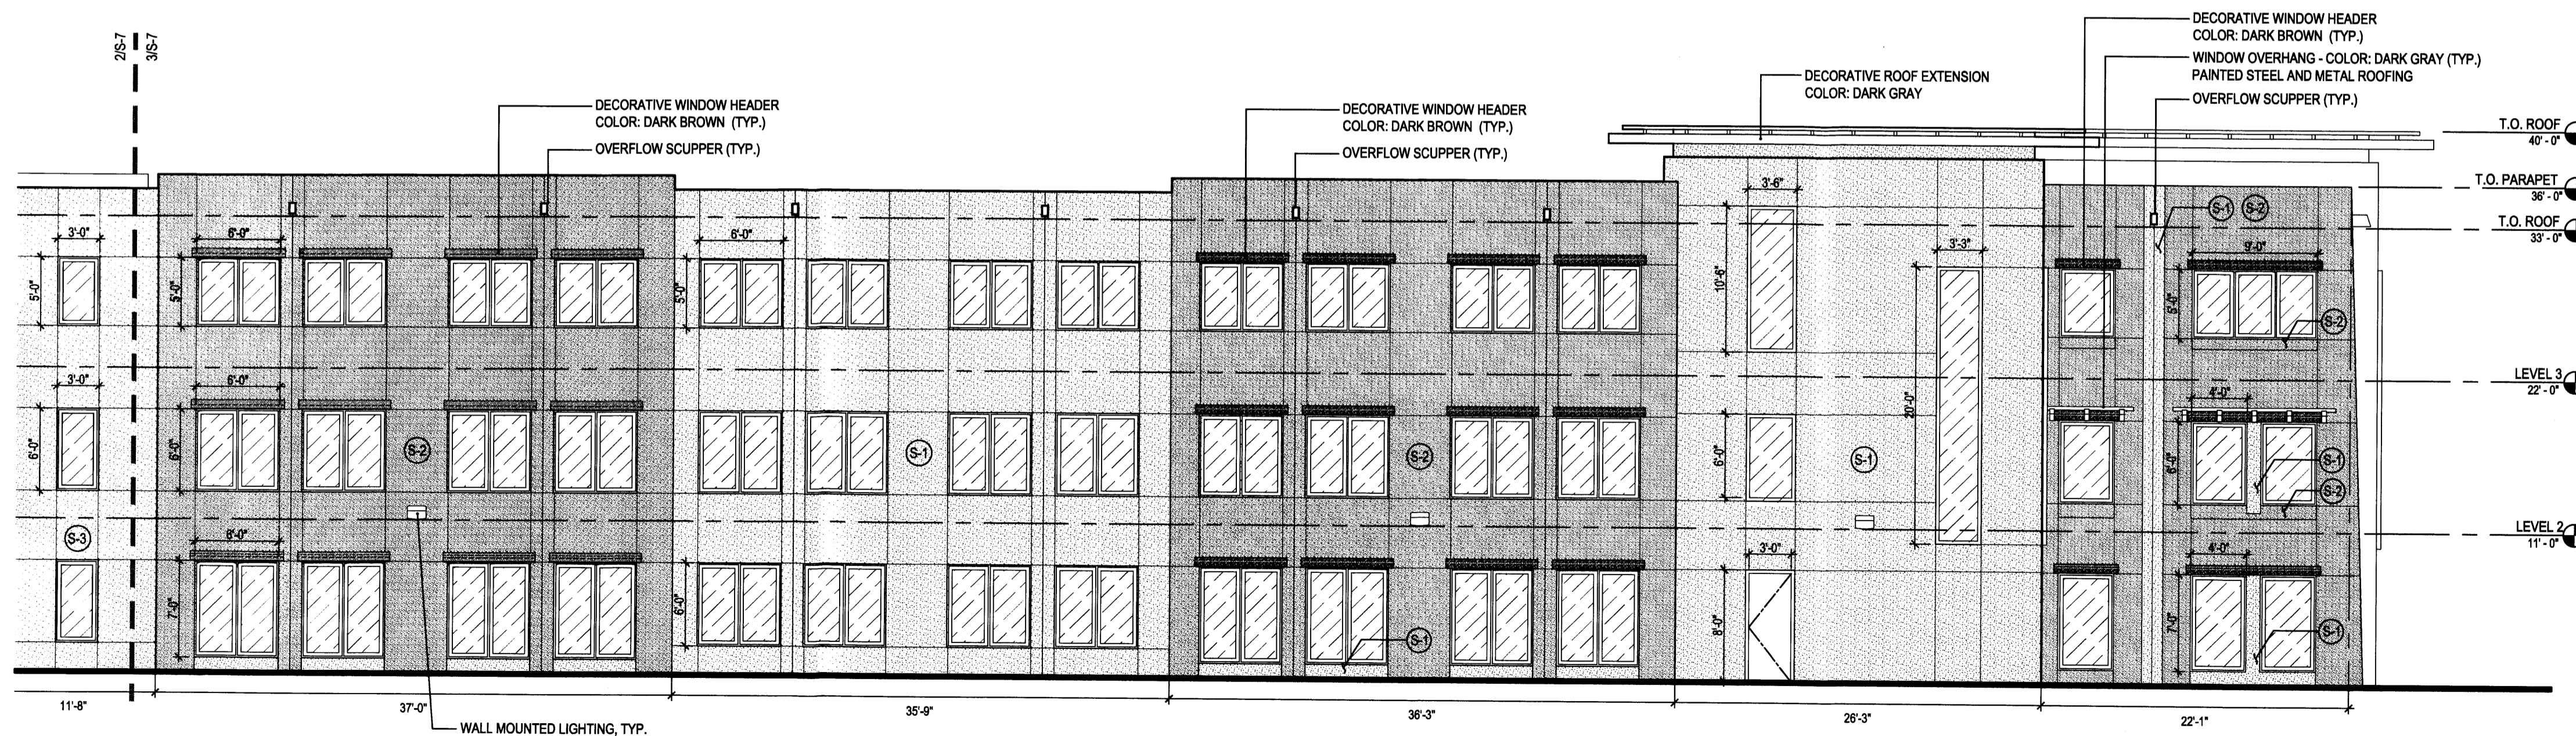 2/S-7
3/S-7
DECORATIVE WINDOW HEADER
COLOR: DARK BROWN (TYP.)
OVERFLOW SCUPPER (TYP.)
DECORATIVE WINDOW HEADER
COLOR: DARK BROWN (TYP.)
OVERFLOW SCUPPER (TYP.)
DECORATIVE ROOF EXTENSION
COLOR: DARK GRAY
DECORATIVE WINDOW HEADER
COLOR: DARK BROWN (TYP.)
WINDOW OVERHANG - COLOR: DARK GRAY (TYP.)
PAINTED STEEL AND METAL ROOFING
OVERFLOW SCUPPER (TYP.)
T.O. ROOF
40' - 0"
T.O. PARAPET
36' - 0"
T.O. ROOF
33' - 0"
LEVEL 3
22' - 0"
LEVEL 2
11' - 0"
3'-0"
5'-0"
3'-0"
6'-0"
S-3
6'-0"
5'-0"
6'-0"
6'-0"
S-2
6'-0"
7'-0"
6'-0"
5'-0"
S-1
6'-0"
S-2
S-1
3'-6"
10'-6"
3'-3"
20'-0"
6'-0"
S-1
3'-0"
8'-0"
S-1
S-2
9'-0"
5'-0"
S-2
4'-0"
6'-0"
S-1
S-2
4'-0"
7'-0"
S-1
11'-8"
37'-0"
35'-9"
36'-3"
26'-3"
22'-1"
WALL MOUNTED LIGHTING, TYP.